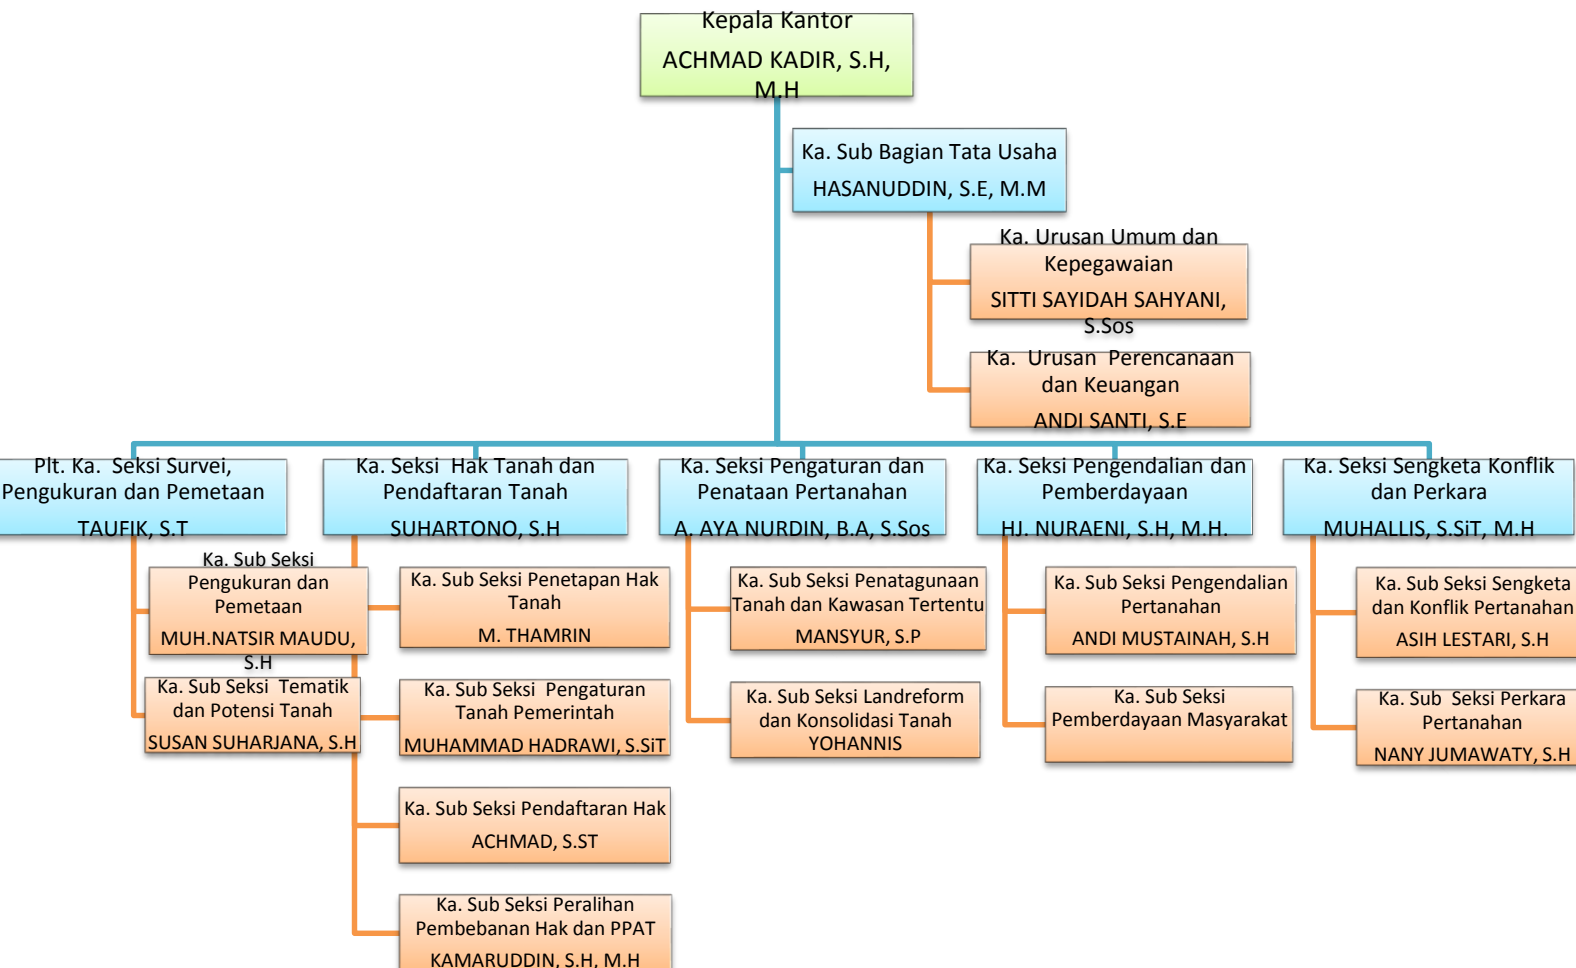 Kepala Kantor
ACHMAD KADIR, S.H,
M.H
Ka. Sub Bagian Tata Usaha
HASANUDDIN, S.E, M.M
Ka. Urusan Umum dan
Kepegawaian
SITTI SAYIDAH SAHYANI,
S.Sos
Ka. Urusan Perencanaan
dan Keuangan
ANDI SANTI, S.E
Plt. Ka. Seksi Survei,
Pengukuran dan Pemetaan
TAUFIK, S.T
Ka. Sub Seksi
Pengukuran dan
Pemetaan
MUH.NATSIR MAUDU,
S.H
Ka. Sub Seksi Tematik
dan Potensi Tanah
SUSAN SUHARJANA, S.H
Ka. Seksi Hak Tanah dan
Pendaftaran Tanah
SUHARTONO, S.H
Ka. Sub Seksi Penetapan Hak
Tanah
M. THAMRIN
Ka. Sub Seksi Pengaturan
Tanah Pemerintah
MUHAMMAD HADRAWI, S.SiT
Ka. Sub Seksi Pendaftaran Hak
ACHMAD, S.ST
Ka. Sub Seksi Peralihan
Pembebanan Hak dan PPAT
KAMARUDDIN, S.H, M.H
Ka. Seksi Pengaturan dan
Penataan Pertanahan
A. AYA NURDIN, B.A, S.Sos
Ka. Sub Seksi Penatagunaan
Tanah dan Kawasan Tertentu
MANSYUR, S.P
Ka. Sub Seksi Landreform
dan Konsolidasi Tanah
YOHANNIS
Ka. Seksi Pengendalian dan
Pemberdayaan
HJ. NURAENI, S.H, M.H.
Ka. Sub Seksi Pengendalian
Pertanahan
ANDI MUSTAINAH, S.H
Ka. Sub Seksi
Pemberdayaan Masyarakat
Ka. Seksi Sengketa Konflik
dan Perkara
MUHALLIS, S.SiT, M.H
Ka. Sub Seksi Sengketa
dan Konflik Pertanahan
ASIH LESTARI, S.H
Ka. Sub Seksi Perkara
Pertanahan
NANY JUMAWATY, S.H